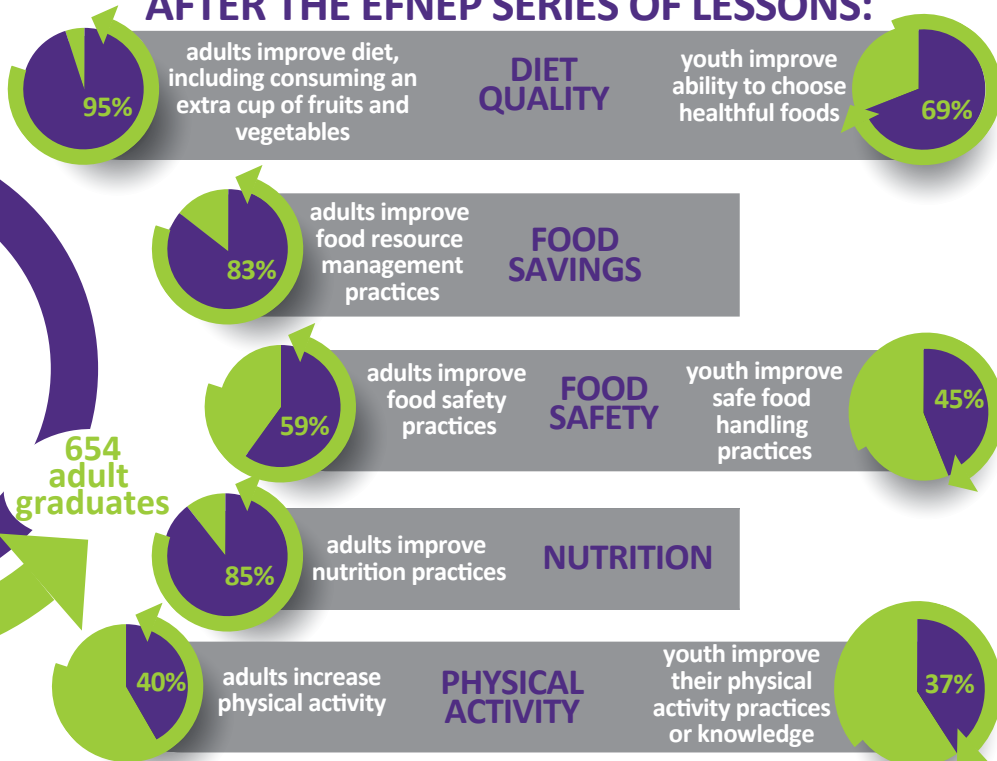 AFTER THE EFNEP SERIES OF LESSONS:
95%
adults improve diet,
including consuming an
extra cup of fruits and
vegetables
DIET
QUALITY
youth improve
ability to choose
healthful foods
69%
83%
adults improve
food resource
management
practices
FOOD
SAVINGS
59%
adults improve
food safety
practices
FOOD
SAFETY
youth improve
safe food
handling
practices
45%
654
adult
graduates
85%
adults improve
nutrition practices
NUTRITION
40%
adults increase
physical activity
PHYSICAL
ACTIVITY
youth improve
their physical
activity practices
or knowledge
37%